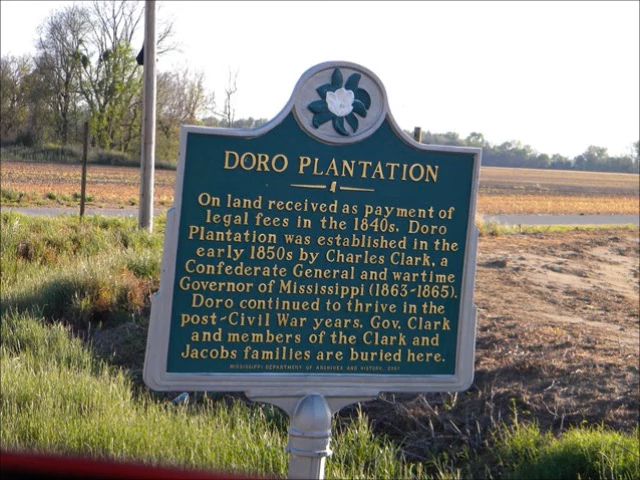 DORO PLANTATION
On land received as payment of
legal fees in the 1840s, Doro
Plantation was established in the
early 1850s by Charles Clark, a
Confederate General and wartime
Governor of Mississippi (1863-1865).
Doro continued to thrive in the
post-Civil War years. Gov. Clark
and members of the Clark and
Jacobs families are buried here.
MISSISSIPPI DEPARTMENT OF ARCHIVES AND HISTORY, 2007